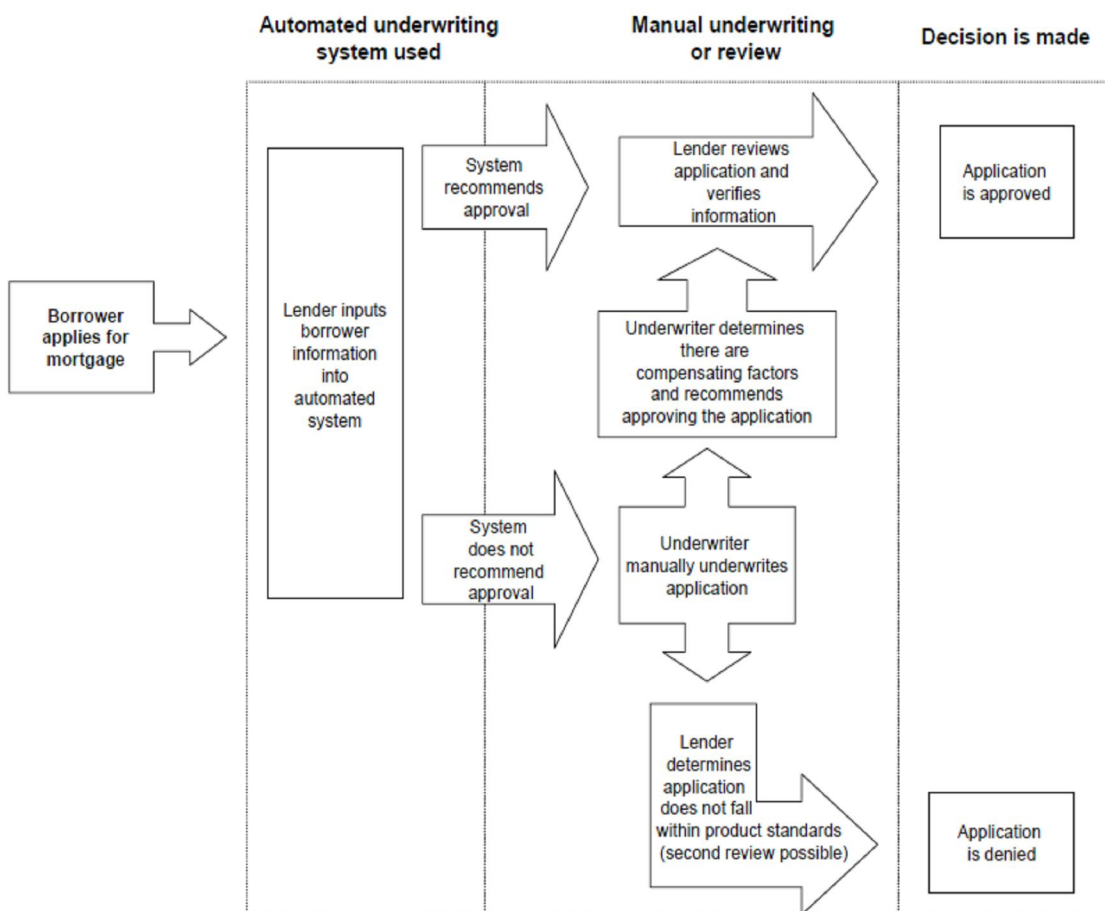 Automated underwriting
system used
Manual underwriting
or review
Decision is made
Borrower
applies for
mortgage
Lender inputs
borrower
information
into
automated
system
System
recommends
approval
Lender reviews
application and
verifies
information
Application
is approved
Underwriter determines
there are
compensating factors
and recommends
approving the application
System
does not
recommend
approval
Underwriter
manually underwrites
application
Lender
determines
application
does not fall
within product standards
(second review possible)
Application
is denied